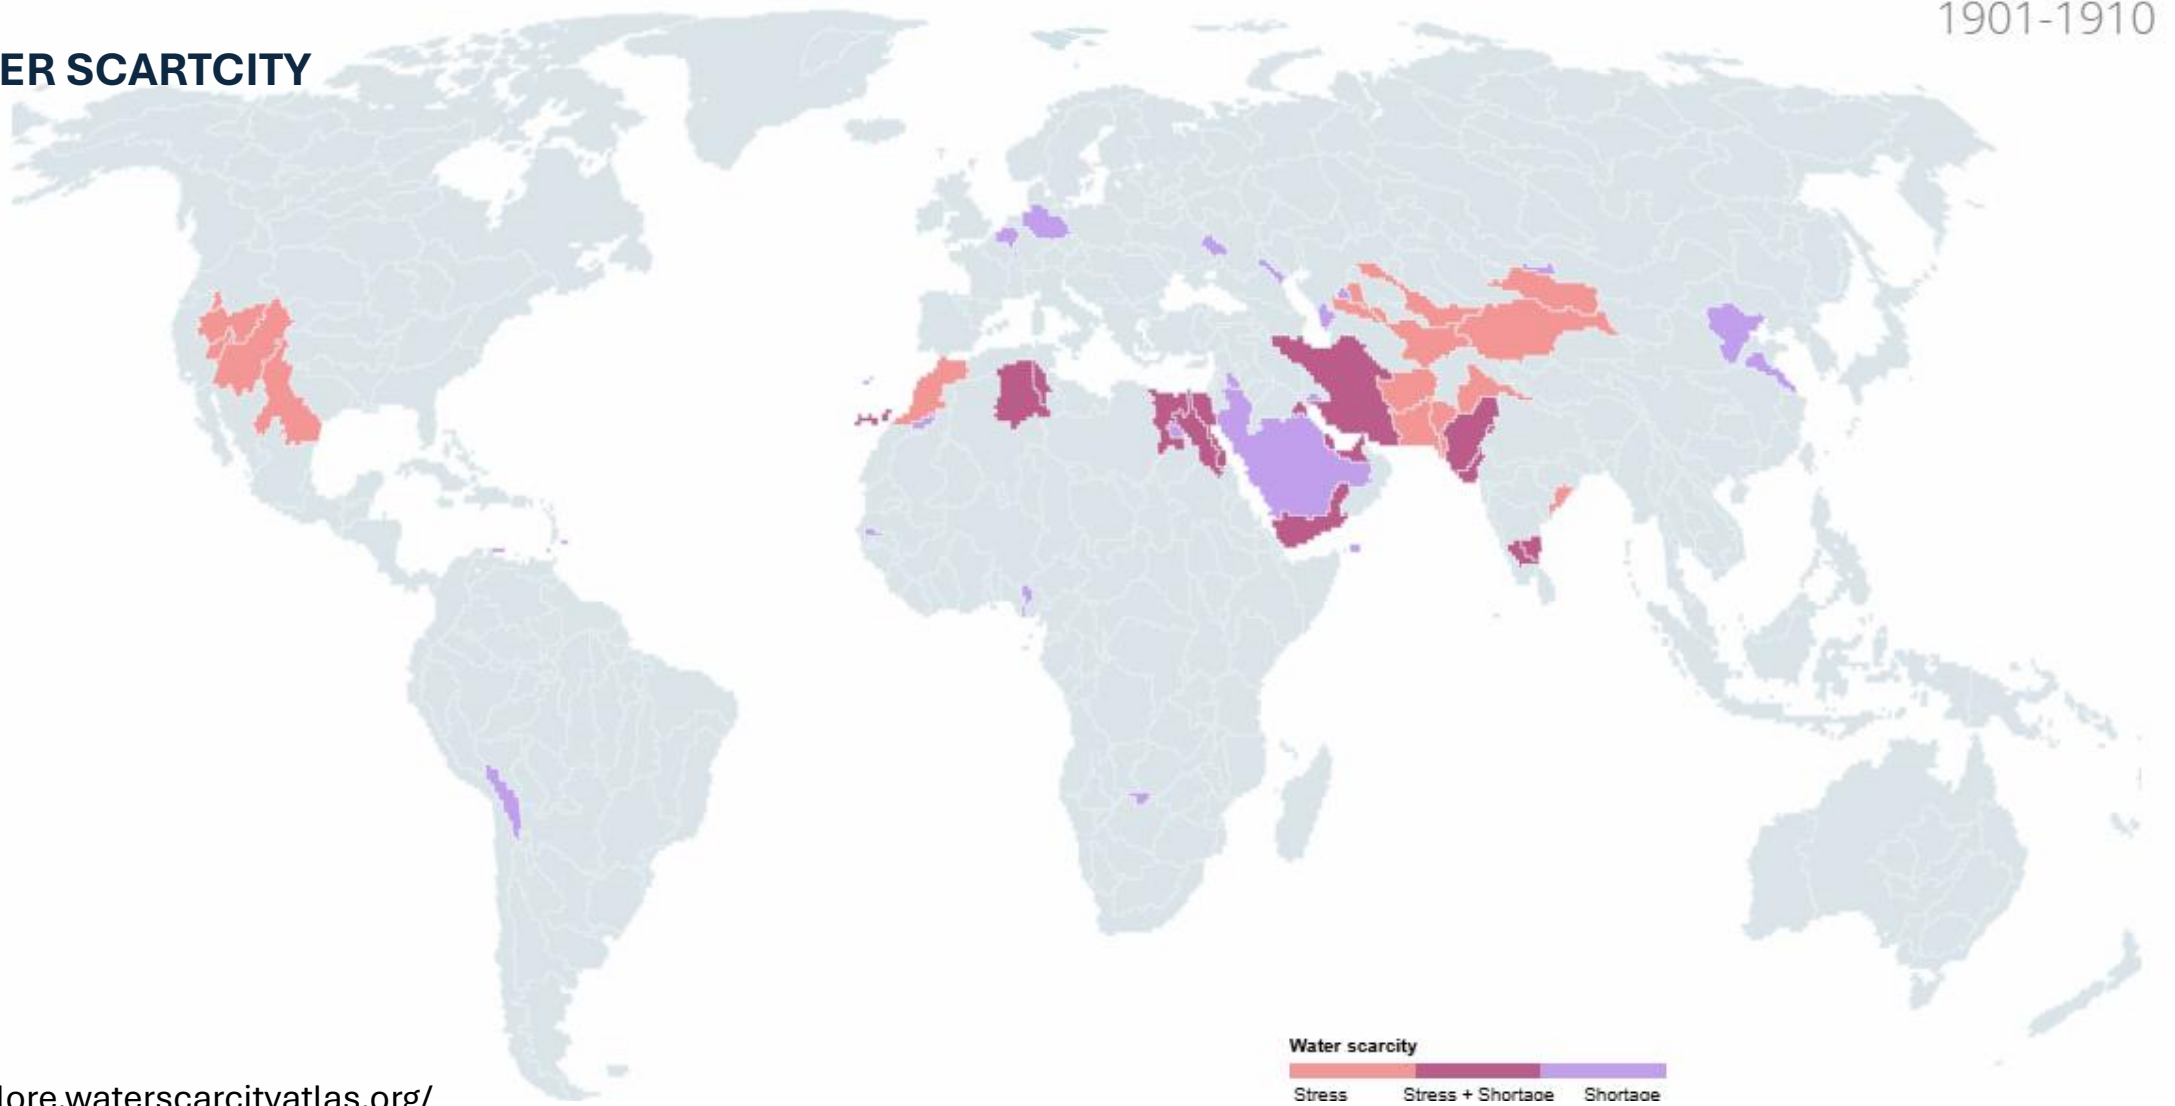 1901-1910
ER SCARTCITY
Water scarcity
Stress Stress + Shortage Shortage
lore.waterscarcityatlas.org/